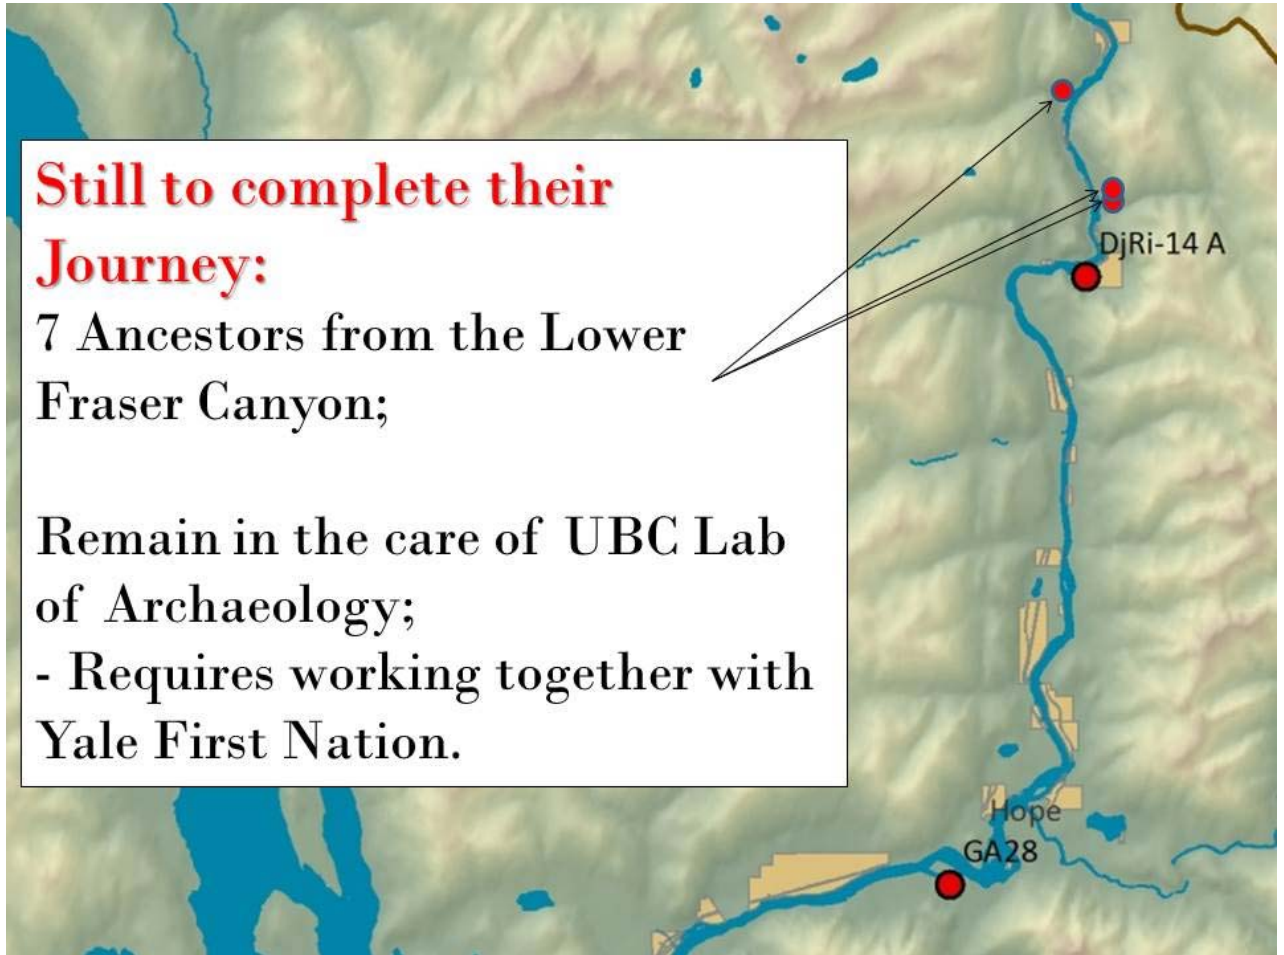 Still to complete their
Journey:
7 Ancestors from the Lower
Fraser Canyon;
Remain in the care of UBC Lab
of Archaeology;
- Requires working together with
Yale First Nation.
DjRi-14 A
Hope
GA28